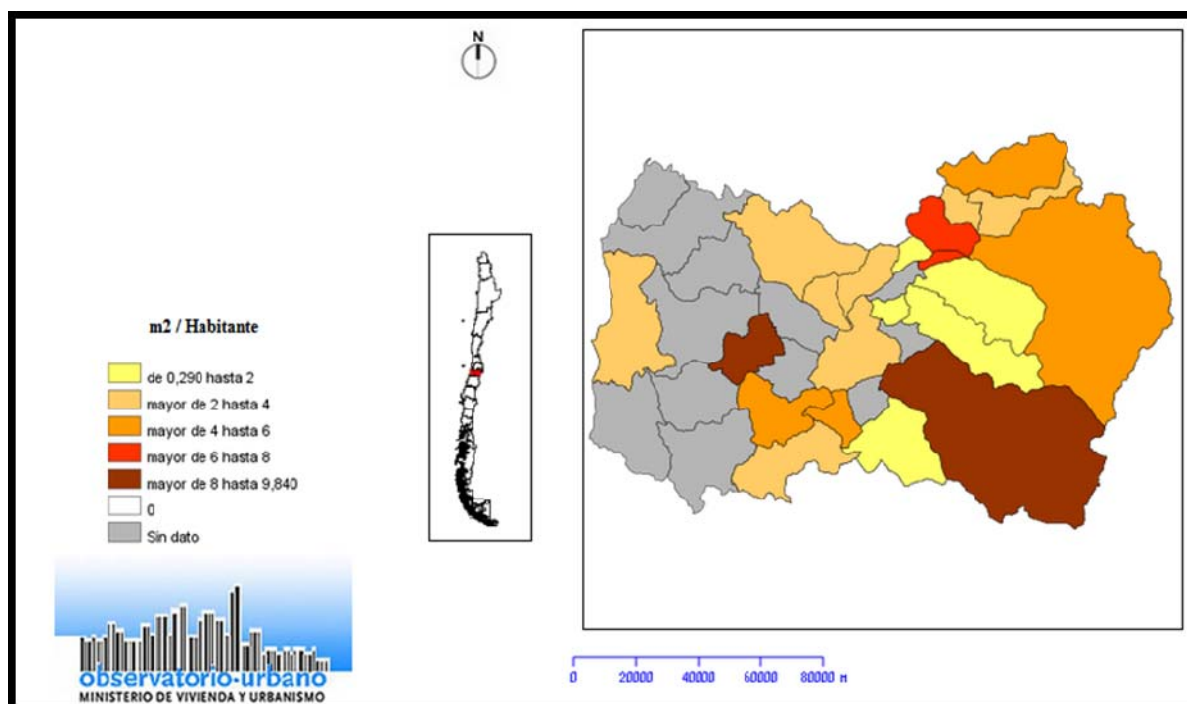 N
m2 / Habitante
de 0,290 hasta 2
mayor de 2 hasta 4
mayor de 4 hasta 6
mayor de 6 hasta 8
mayor de 8 hasta 9,840
0
Sin dato
observatorio-urbano
MINISTERIO DE VIVIENDA Y URBANISMO
0 20000 40000 60000 80000 M